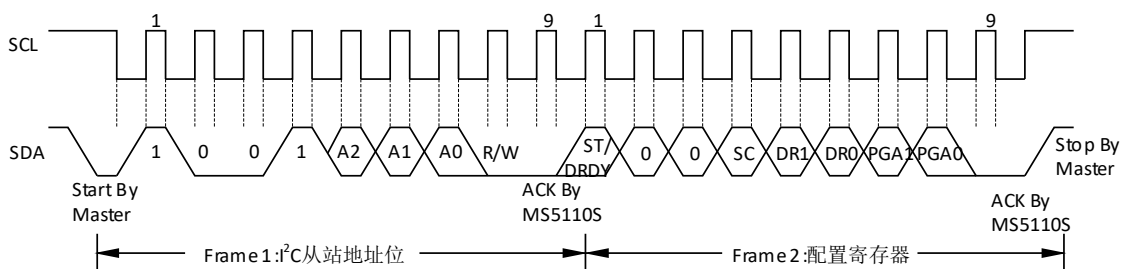 1 9 1 9
SCL
SDA
1 0 0 1 A2 A1 A0 R/W ST/DRDY 0 0 SC DR1 DR0 PGA1 PGA0
Start By
Master
ACK By
MS5110S
ACK By
MS5110S
Stop By
Master
Frame 1:I²C从站地址位
Frame 2:配置寄存器